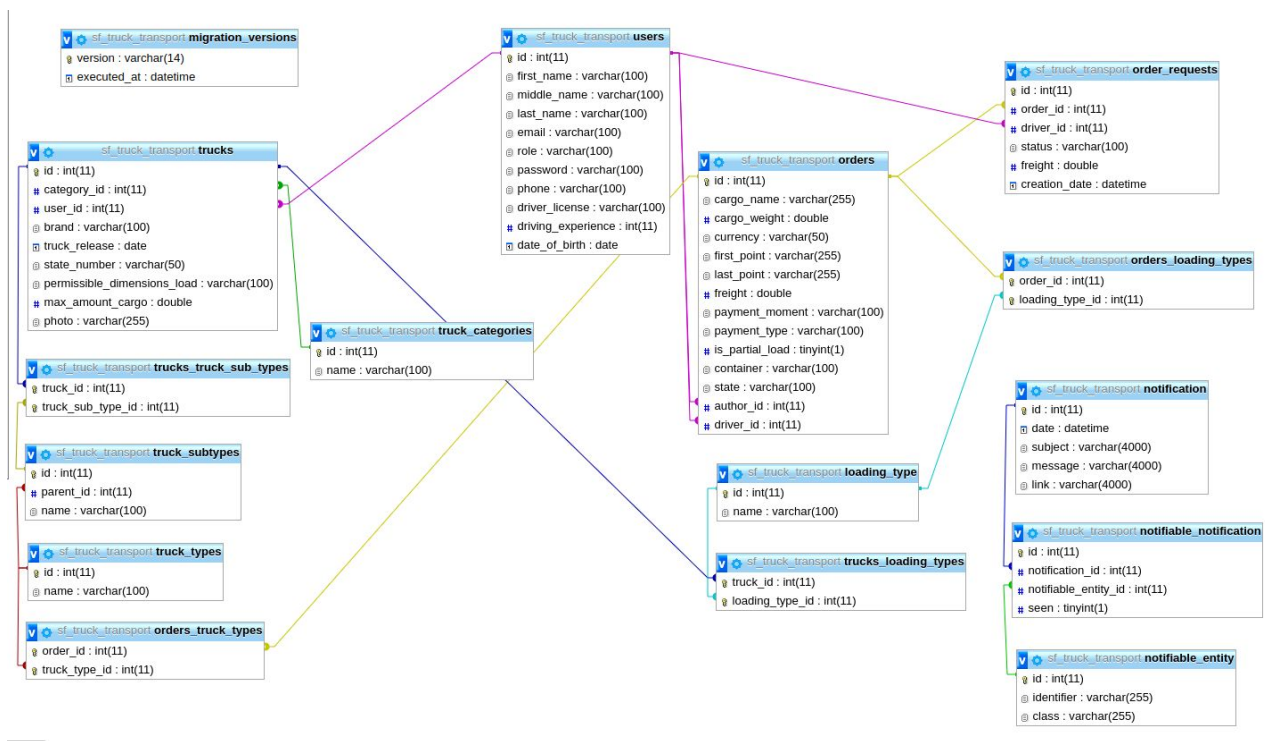 sf_truck_transport migration_versions
version : varchar(14)
executed_at : datetime
sf_truck_transport users
id : int(11)
first_name : varchar(100)
middle_name : varchar(100)
last_name : varchar(100)
email : varchar(100)
role : varchar(100)
password : varchar(100)
phone : varchar(100)
driver_license : varchar(100)
driving_experience : int(11)
date_of_birth : date
sf_truck_transport order_requests
id : int(11)
order_id : int(11)
driver_id : int(11)
status : varchar(100)
freight : double
creation_date : datetime
sf_truck_transport trucks
id : int(11)
category_id : int(11)
user_id : int(11)
brand : varchar(100)
truck_release : date
state_number : varchar(50)
permissible_dimensions_load : varchar(100)
max_amount_cargo : double
photo : varchar(255)
sf_truck_transport orders
id : int(11)
cargo_name : varchar(255)
cargo_weight : double
currency : varchar(50)
first_point : varchar(255)
last_point : varchar(255)
freight : double
payment_moment : varchar(100)
payment_type : varchar(100)
is_partial_load : tinyint(1)
container : varchar(100)
state : varchar(100)
author_id : int(11)
driver_id : int(11)
sf_truck_transport orders_loading_types
order_id : int(11)
loading_type_id : int(11)
sf_truck_transport truck_categories
id : int(11)
name : varchar(100)
sf_truck_transport trucks_truck_sub_types
truck_id : int(11)
truck_sub_type_id : int(11)
sf_truck_transport notification
id : int(11)
date : datetime
subject : varchar(4000)
message : varchar(4000)
link : varchar(4000)
sf_truck_transport truck_subtypes
id : int(11)
parent_id : int(11)
name : varchar(100)
sf_truck_transport loading_type
id : int(11)
name : varchar(100)
sf_truck_transport notifiable_notification
id : int(11)
notification_id : int(11)
notifiable_entity_id : int(11)
seen : tinyint(1)
sf_truck_transport truck_types
id : int(11)
name : varchar(100)
sf_truck_transport trucks_loading_types
truck_id : int(11)
loading_type_id : int(11)
sf_truck_transport orders_truck_types
order_id : int(11)
truck_type_id : int(11)
sf_truck_transport notifiable_entity
id : int(11)
identifier : varchar(255)
class : varchar(255)